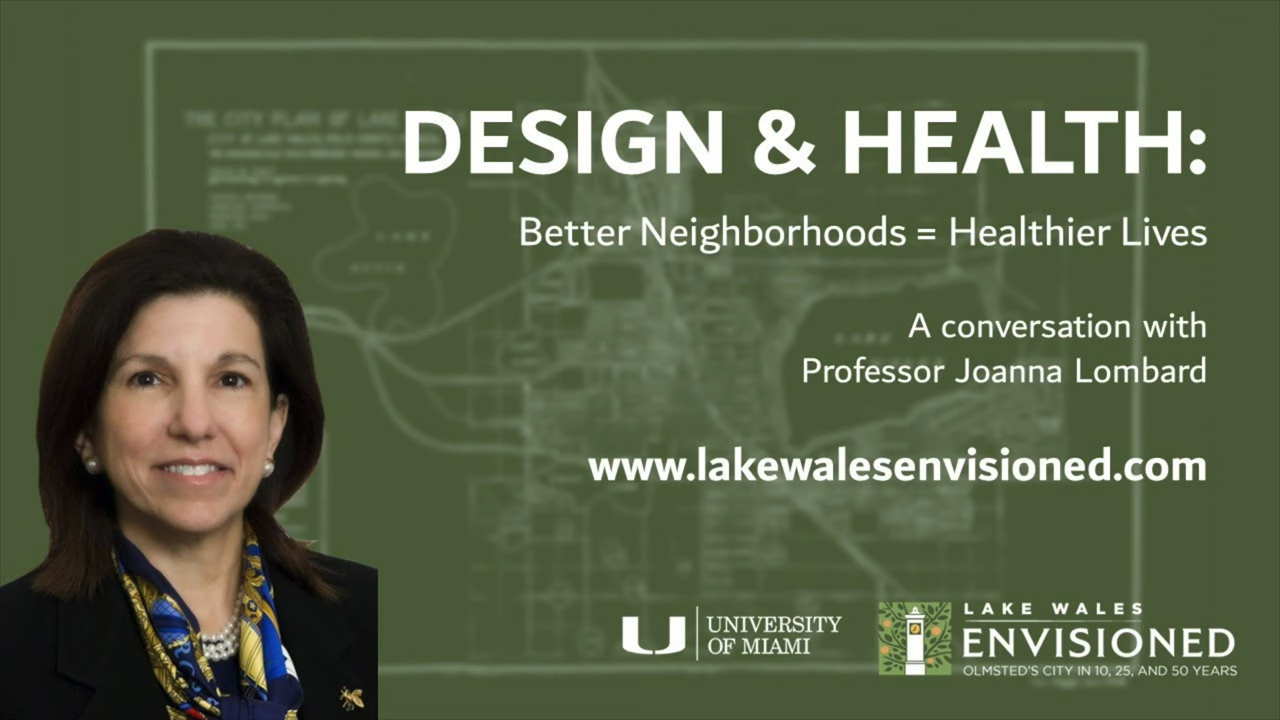 DESIGN & HEALTH:
Better Neighborhoods = Healthier Lives
A conversation with
Professor Joanna Lombard
www.lakewalesenvisioned.com
U UNIVERSITY
OF MIAMI
LAKE WALES
ENVISIONED
OLMSTED'S CITY IN 10, 25, AND 50 YEARS
THE CITY PLAN OF LAKE